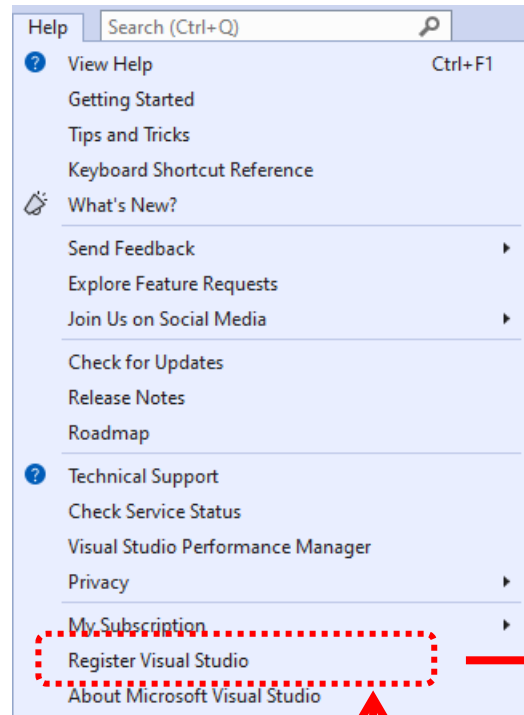 Help Search (Ctrl+Q)
View Help Ctrl+F1
Getting Started
Tips and Tricks
Keyboard Shortcut Reference
What's New?
Send Feedback
Explore Feature Requests
Join Us on Social Media
Check for Updates
Release Notes
Roadmap
Technical Support
Check Service Status
Visual Studio Performance Manager
Privacy
My Subscription
Register Visual Studio
About Microsoft Visual Studio